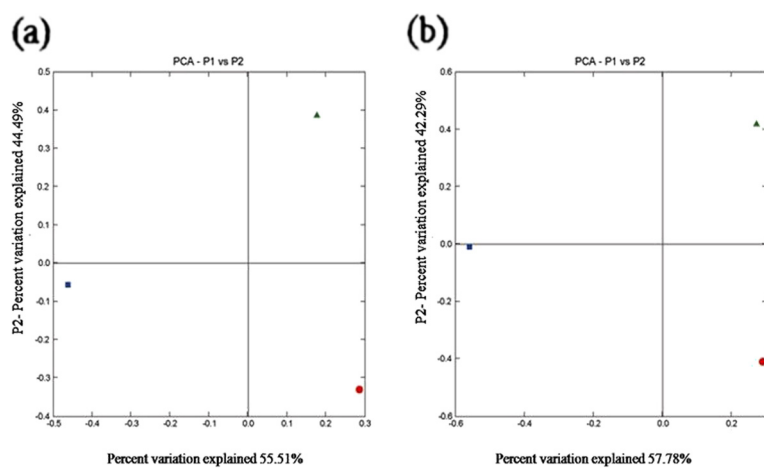 (a)
PCA - P1 vs P2
P2- Percent variation explained 44.49%
0.5
0.4
0.3
0.2
0.1
0.0
-0.1
-0.2
-0.3
-0.4
-0.5 -0.4 -0.3 -0.2 -0.1 0.0 0.1 0.2 0.3
Percent variation explained 55.51%
(b)
PCA - P1 vs P2
P2- Percent variation explained 42.29%
0.6
0.4
0.2
0.0
-0.2
-0.4
-0.6
-0.6 -0.4 -0.2 0.0 0.2
Percent variation explained 57.78%